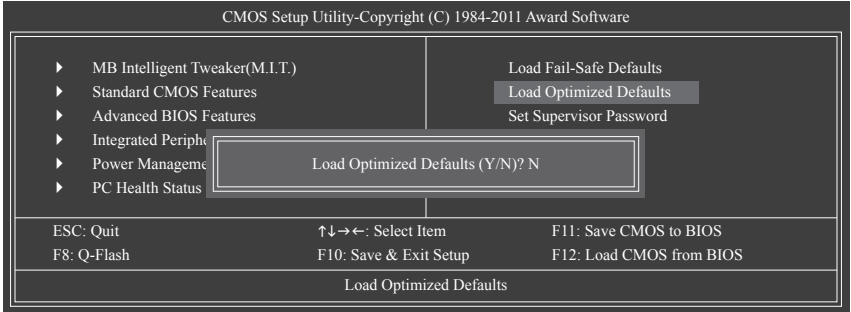 CMOS Setup Utility-Copyright (C) 1984-2011 Award Software
MB Intelligent Tweaker(M.I.T.)
Standard CMOS Features
Advanced BIOS Features
Integrated Periphe
Power Manageme
PC Health Status
Load Fail-Safe Defaults
Load Optimized Defaults
Set Supervisor Password
Load Optimized Defaults (Y/N)? N
ESC: Quit
↑↓→←: Select Item
F11: Save CMOS to BIOS
F8: Q-Flash
F10: Save & Exit Setup
F12: Load CMOS from BIOS
Load Optimized Defaults